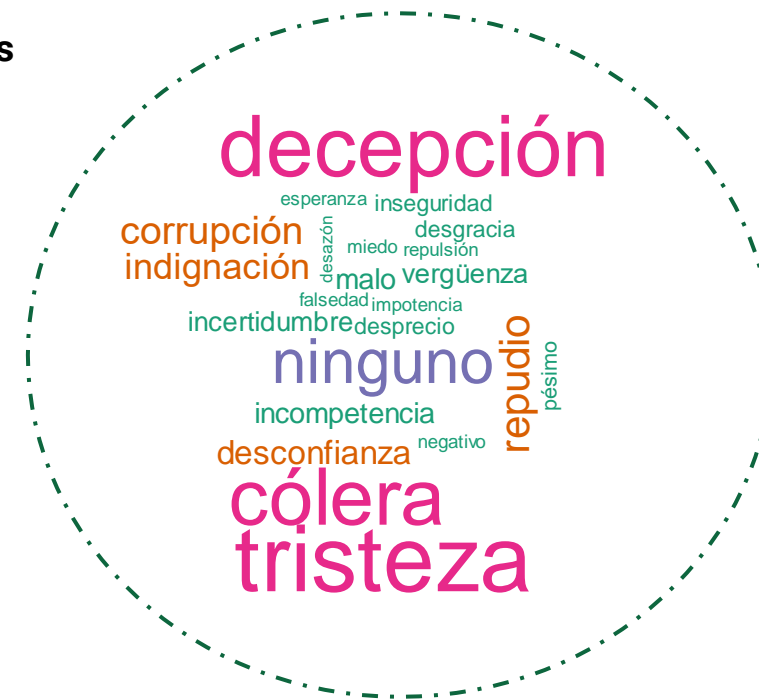 s
decepción
esperanza inseguridad
corrupción
desazón
desgracia
indignación
miedo repulsión
malo vergüenza
falsedad impotencia
incertidumbre desprecio
ninguno
repudio
pésimo
incompetencia
desconfianza negativo
cólera
tristeza